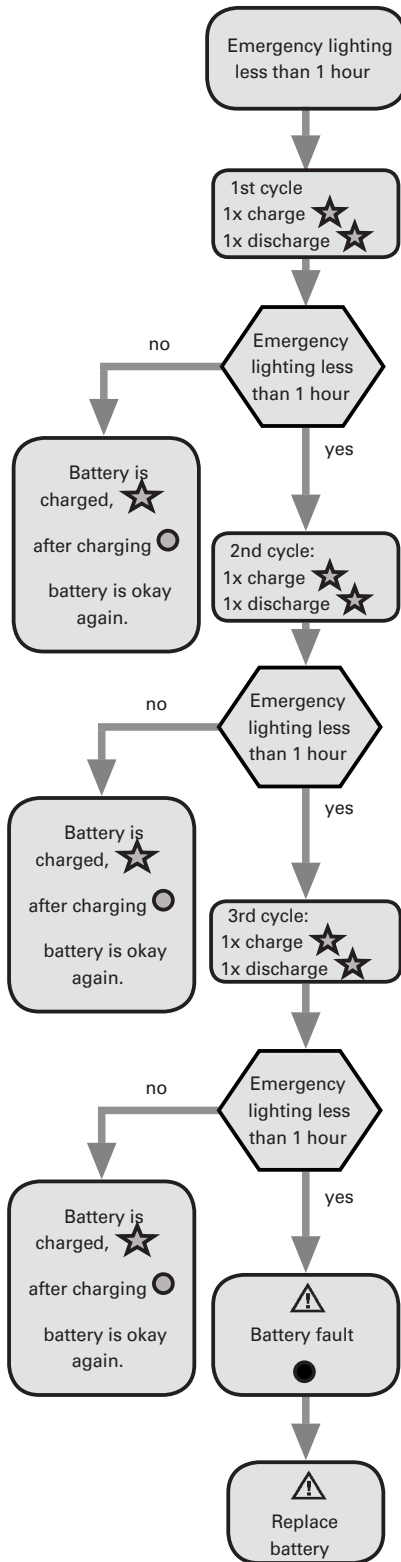 Emergency lighting
less than 1 hour
1st cycle
1x charge
1x discharge
Emergency
lighting less
than 1 hour
no
yes
Battery is
charged,
after charging
battery is okay
again.
2nd cycle:
1x charge
1x discharge
Emergency
lighting less
than 1 hour
no
yes
Battery is
charged,
after charging
battery is okay
again.
3rd cycle:
1x charge
1x discharge
Emergency
lighting less
than 1 hour
no
yes
Battery is
charged,
after charging
battery is okay
again.
Battery fault
Replace
battery